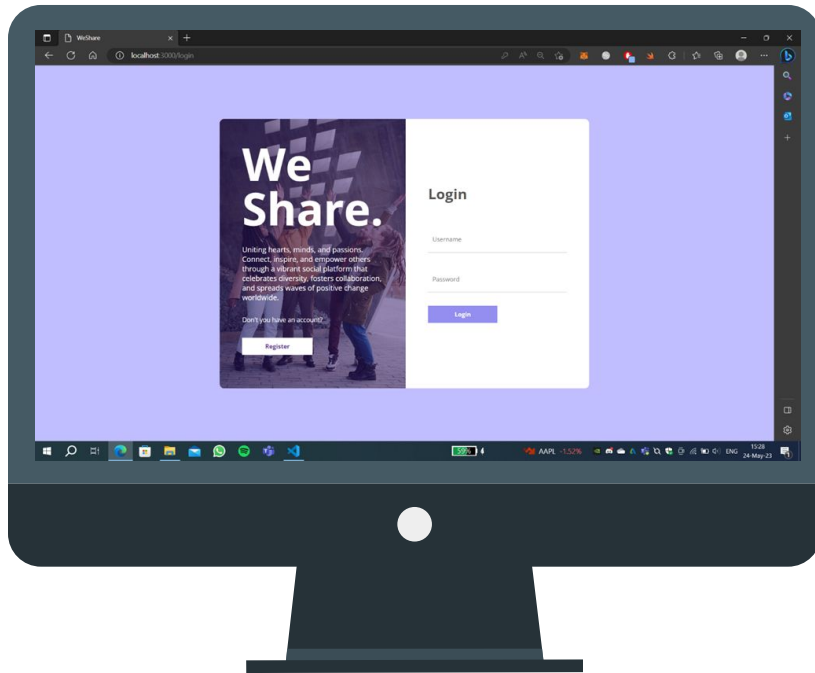 WeShare
localhost:3000/login
We
Share.
Uniting hearts, minds, and passions.
Connect, inspire, and empower others
through a vibrant social platform that
celebrates diversity, fosters collaboration,
and spreads waves of positive change
worldwide.
Don't you have an account?
Register
Login
Username
Password
Login
59%
AAPL -1,52%
ENG
15:28
24-May-23